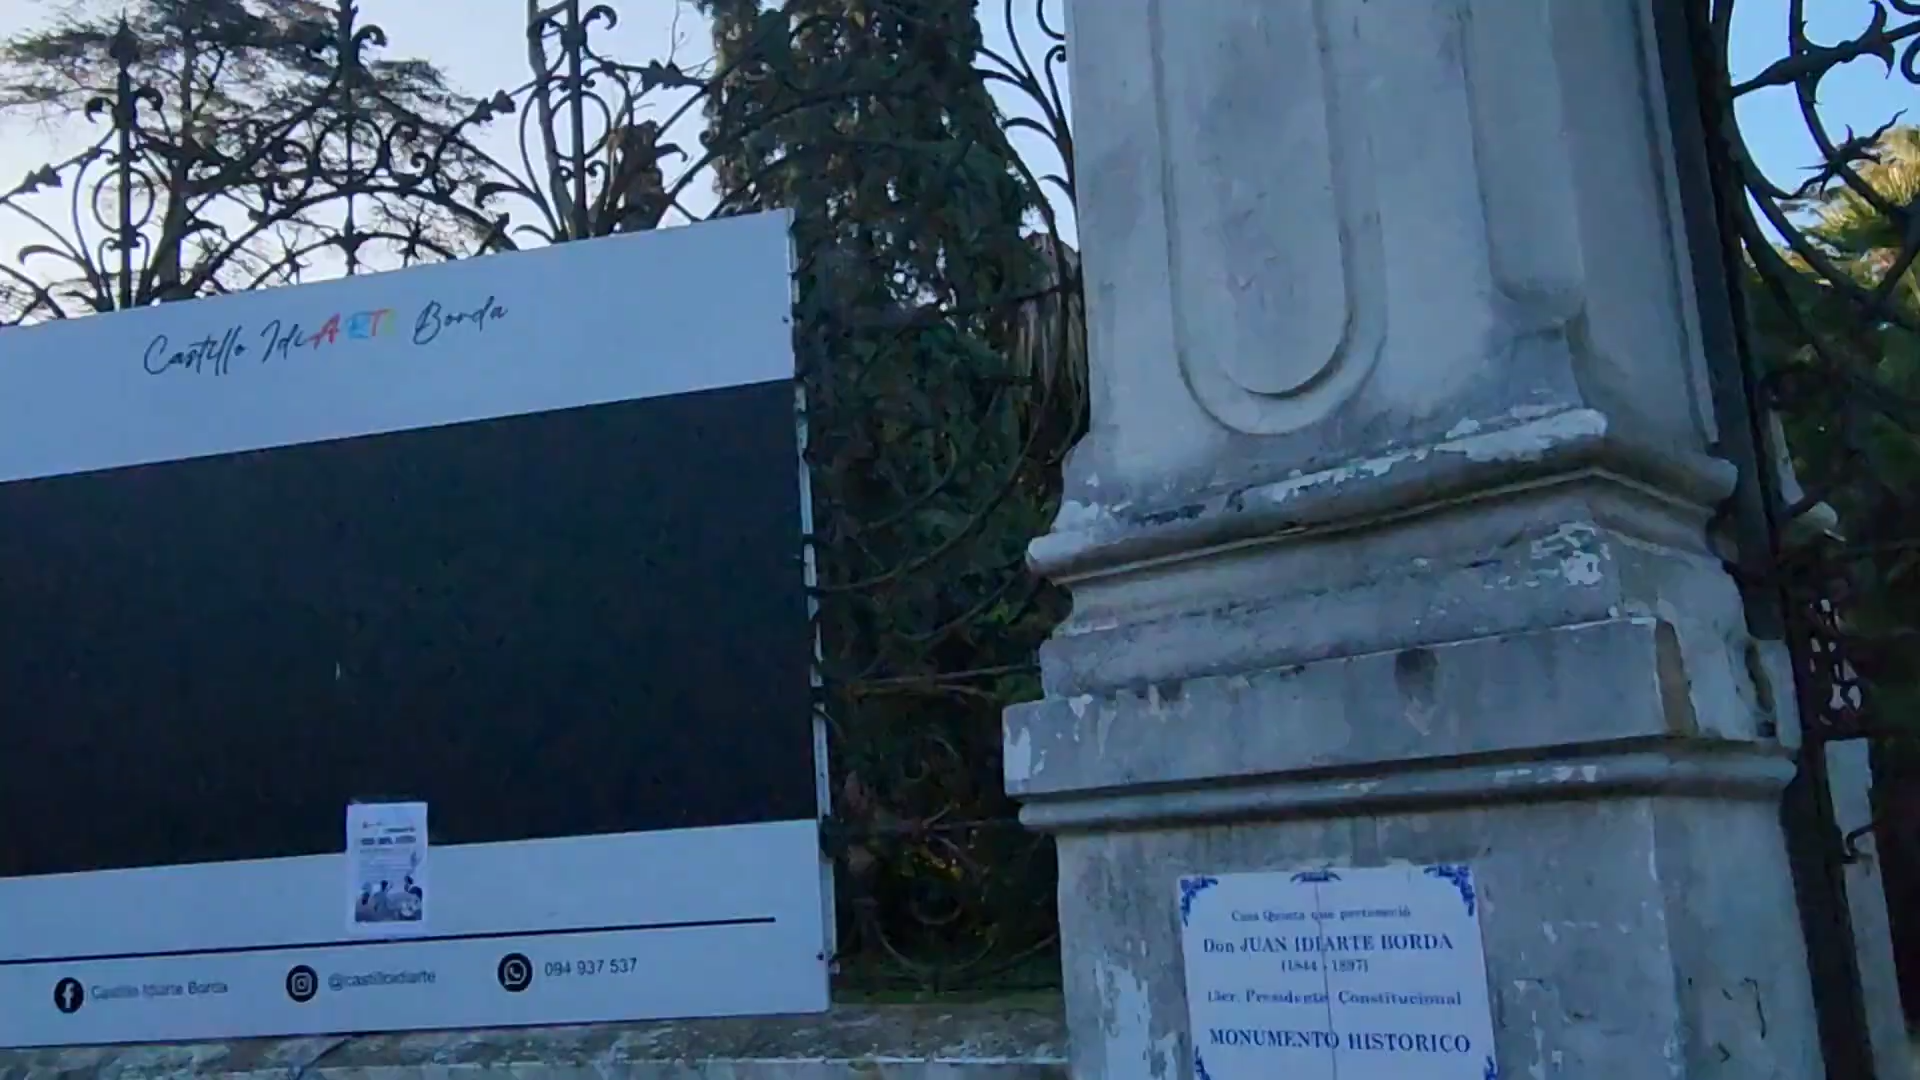 Castillo IdiARTe Borda
Castillo Idiarte Borda
@castilloidiarte
094 937 537
Casa Quinta que perteneció
Don JUAN IDIARTE BORDA
(1844 - 1897)
13er. Presidente Constitucional
MONUMENTO HISTORICO